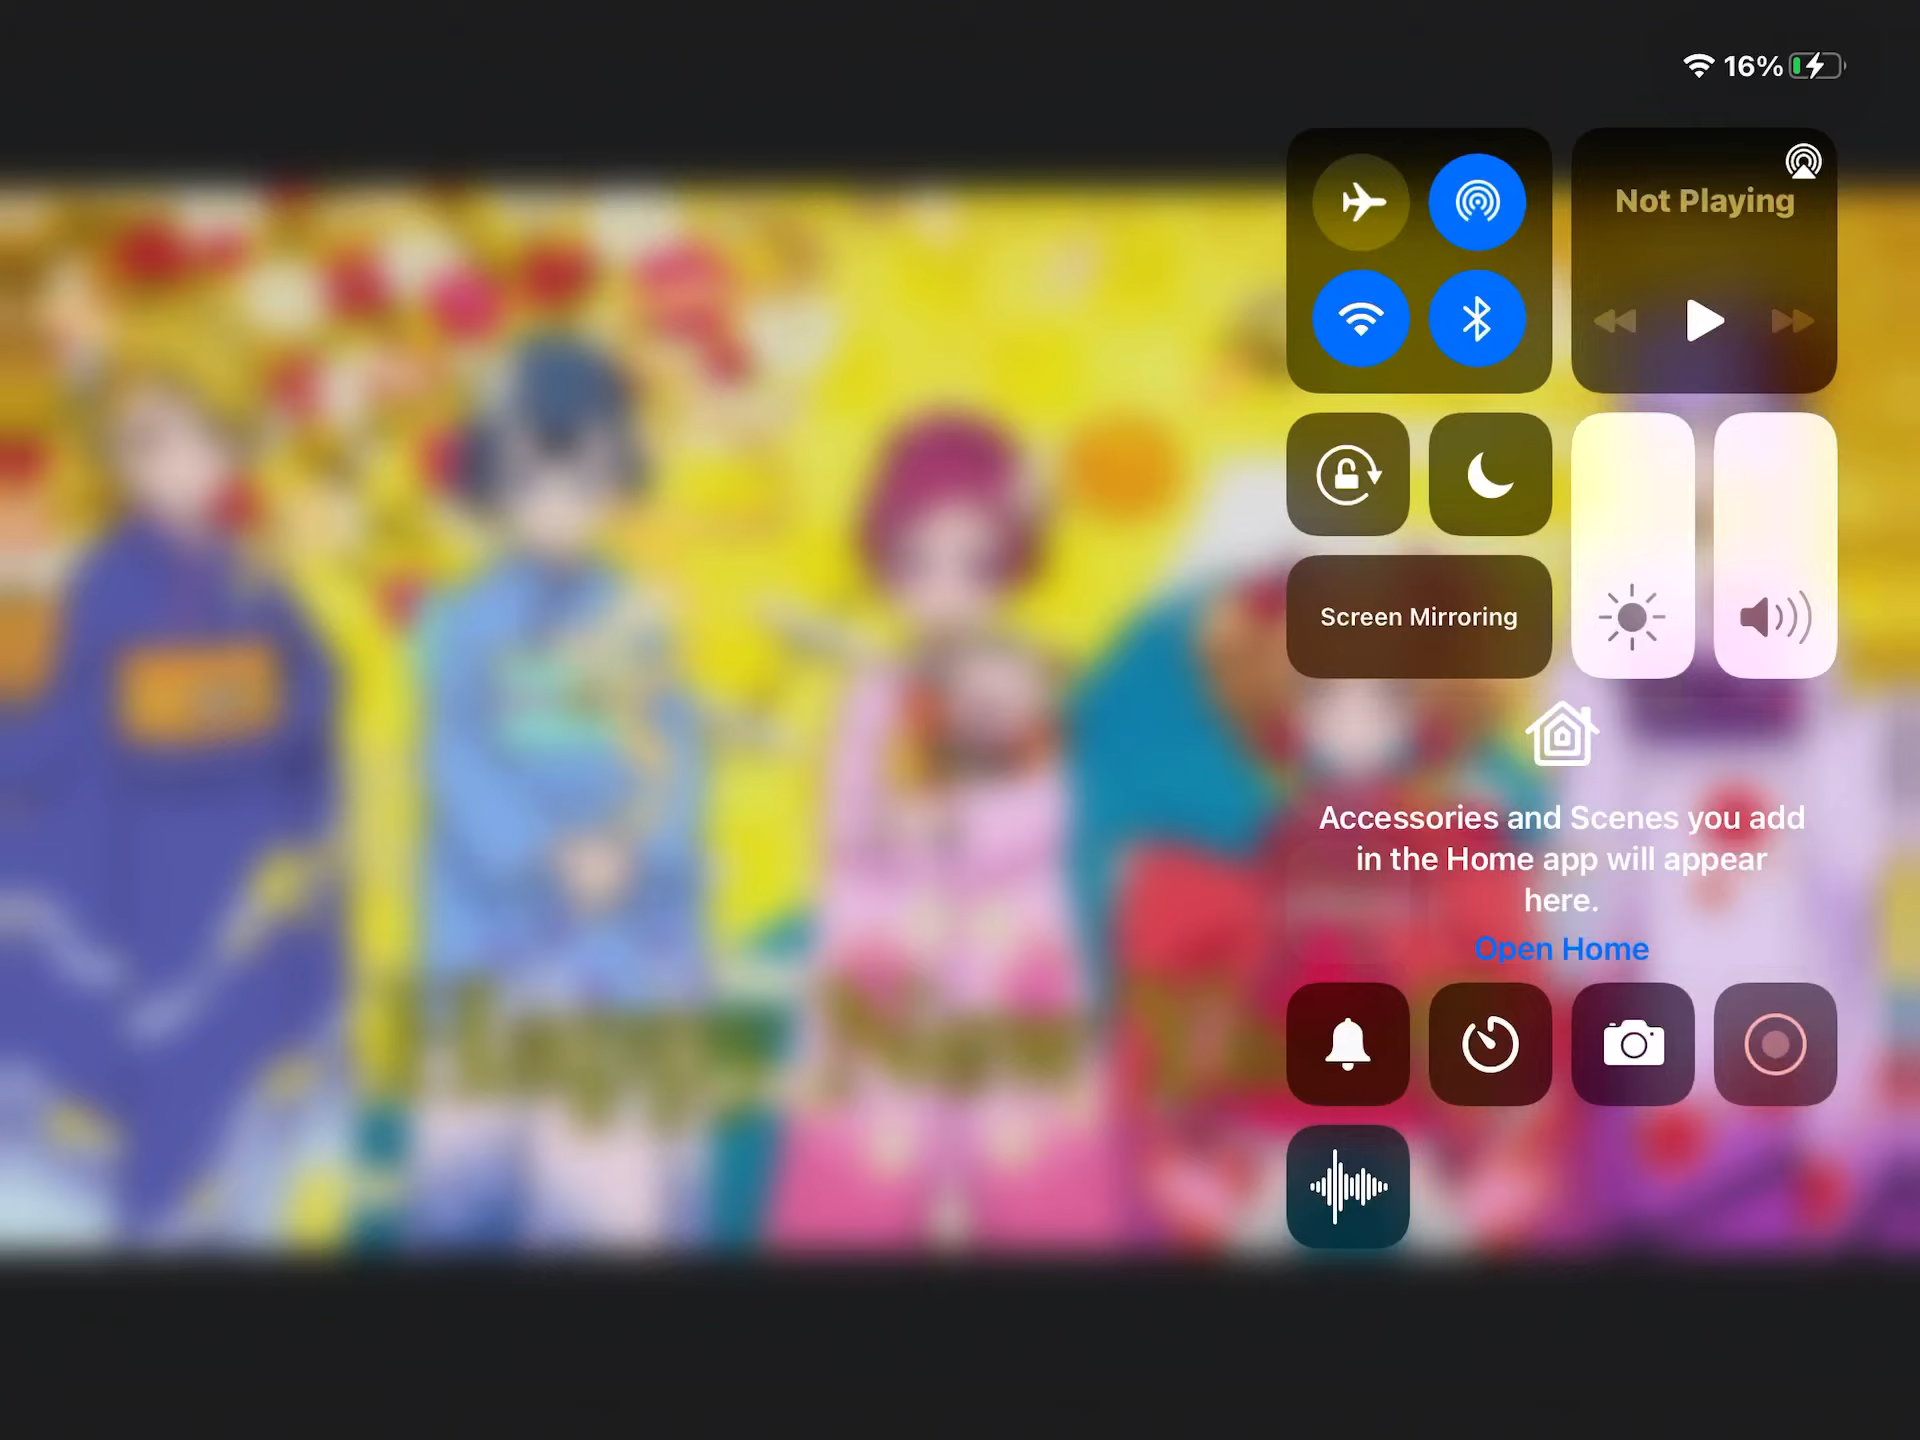 16%
Not Playing
Screen Mirroring
Accessories and Scenes you add
in the Home app will appear
here.
Open Home